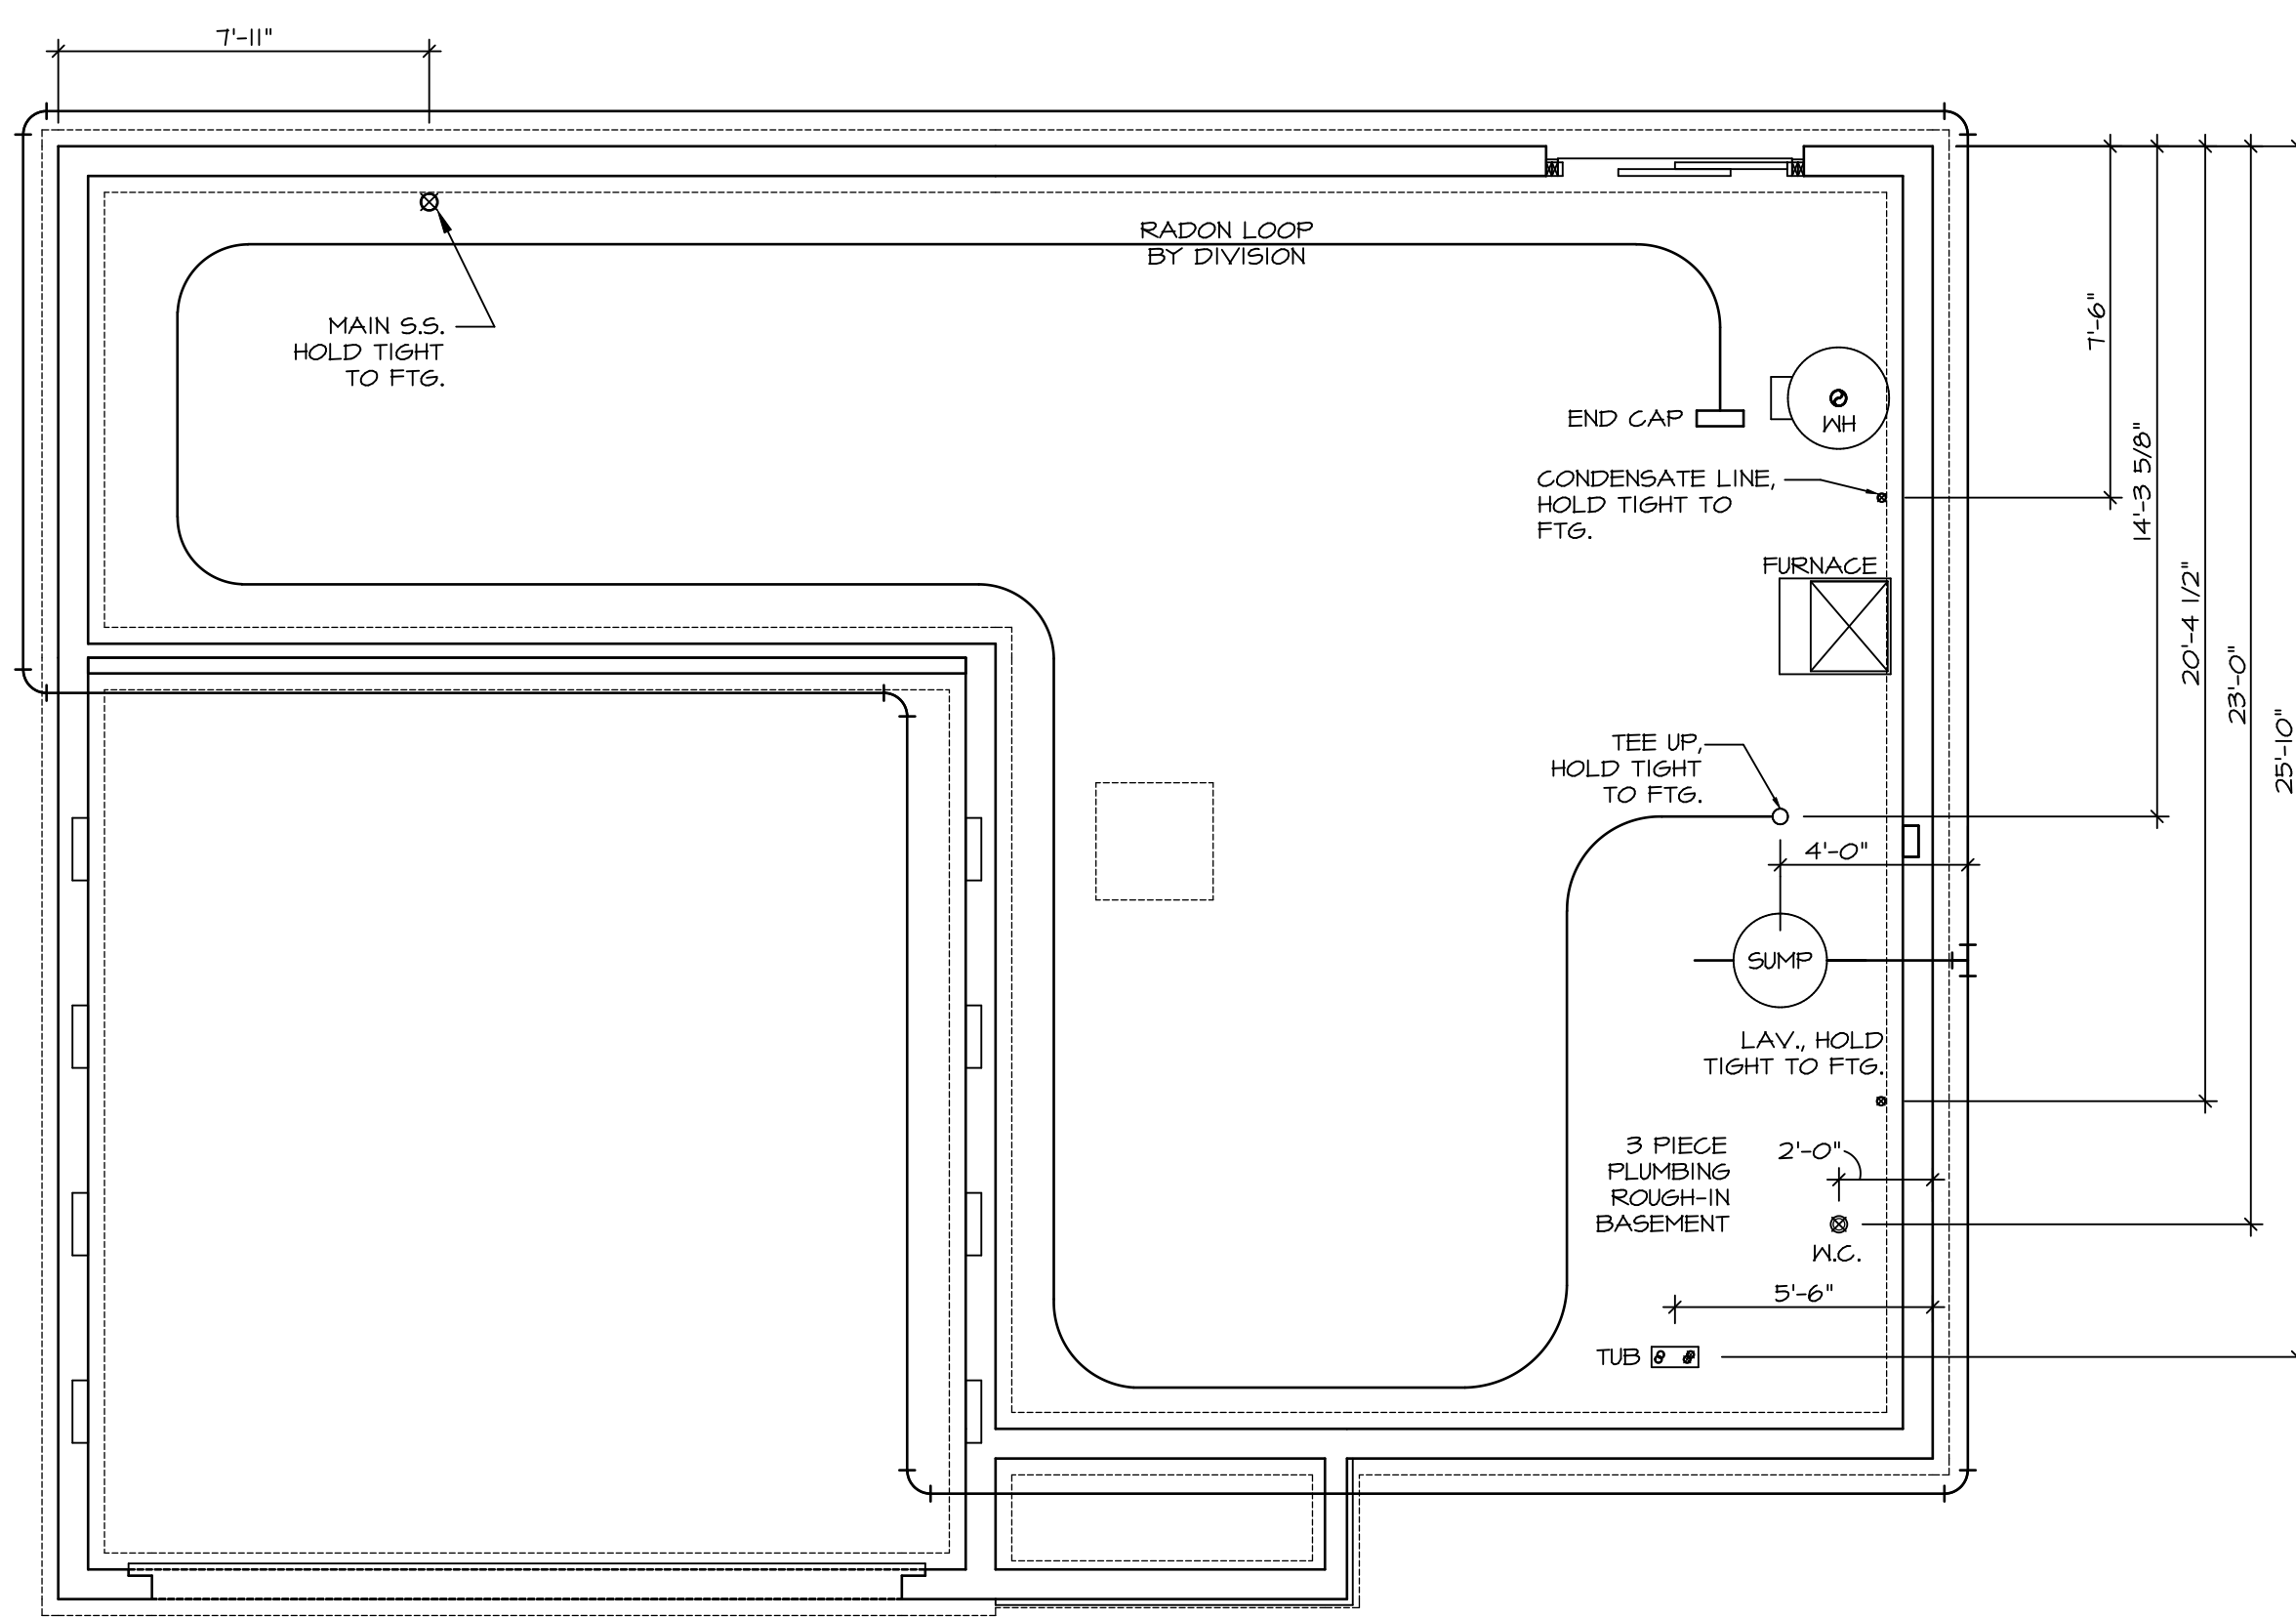 7'-11"
RADON LOOP
BY DIVISION
MAIN S.S.
HOLD TIGHT
TO FTG.
END CAP
WH
CONDENSATE LINE,
HOLD TIGHT TO
FTG.
FURNACE
7'-6"
14'-3 5/8"
20'-4 1/2"
23'-0"
25'-10"
TEE UP,
HOLD TIGHT
TO FTG.
4'-0"
SUMP
LAV., HOLD
TIGHT TO FTG.
3 PIECE
PLUMBING
ROUGH-IN
BASEMENT
2'-0"
W.C.
5'-6"
TUB